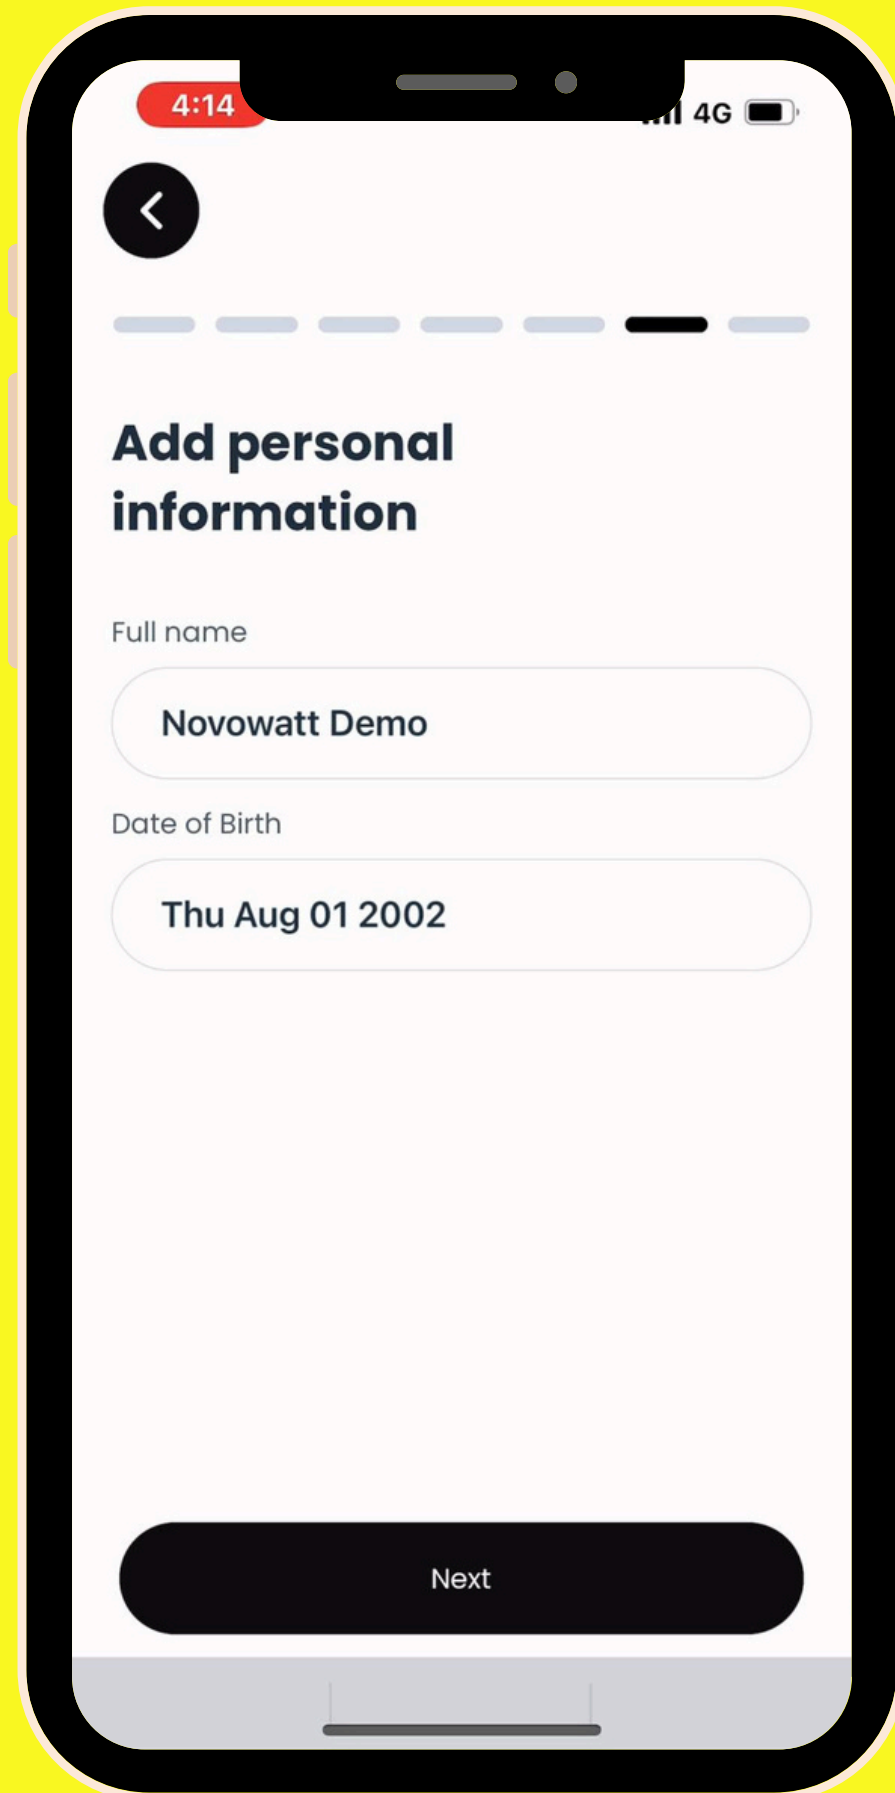 4:14
4G
Add personal
information
Full name
Novowatt Demo
Date of Birth
Thu Aug 01 2002
Next